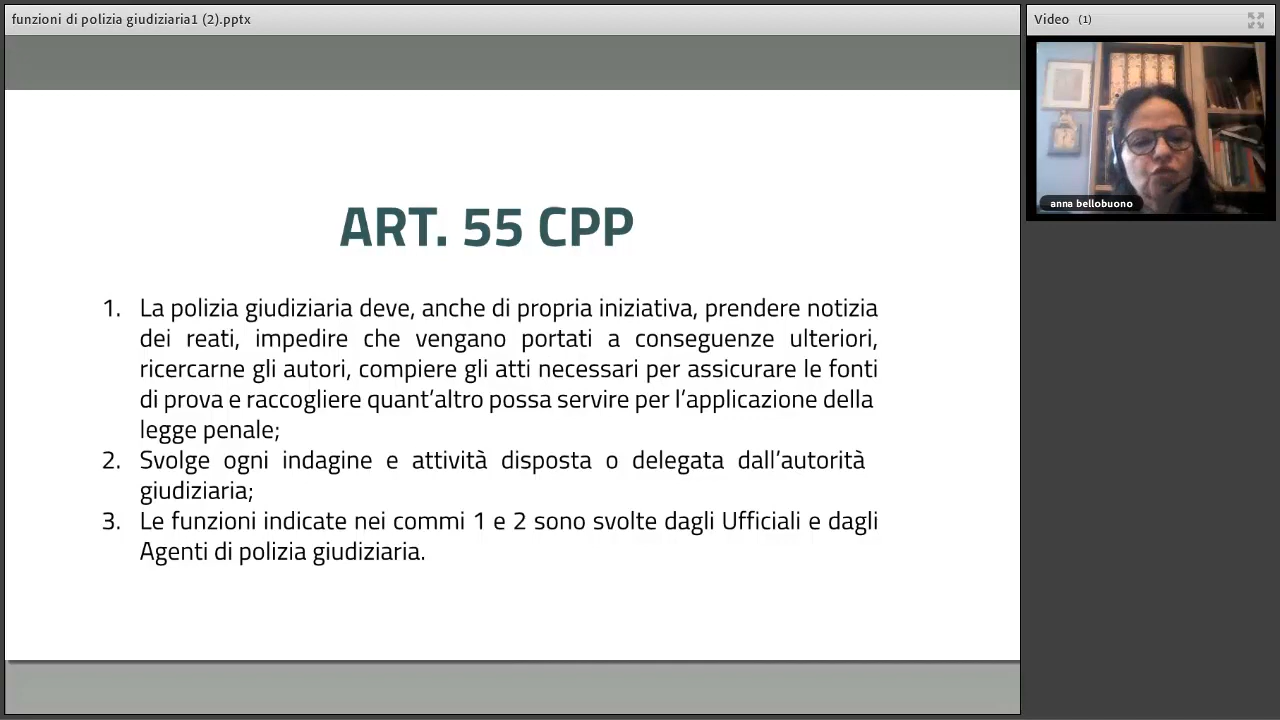 funzioni di polizia giudiziaria1 (2).pptx
Video (1)
anna bellobuono
ART. 55 CPP
1. La polizia giudiziaria deve, anche di propria iniziativa, prendere notizia
dei reati, impedire che vengano portati a conseguenze ulteriori,
ricercarne gli autori, compiere gli atti necessari per assicurare le fonti
di prova e raccogliere quant’altro possa servire per l’applicazione della
legge penale;
2. Svolge ogni indagine e attività disposta o delegata dall’autorità
giudiziaria;
3. Le funzioni indicate nei commi 1 e 2 sono svolte dagli Ufficiali e dagli
Agenti di polizia giudiziaria.